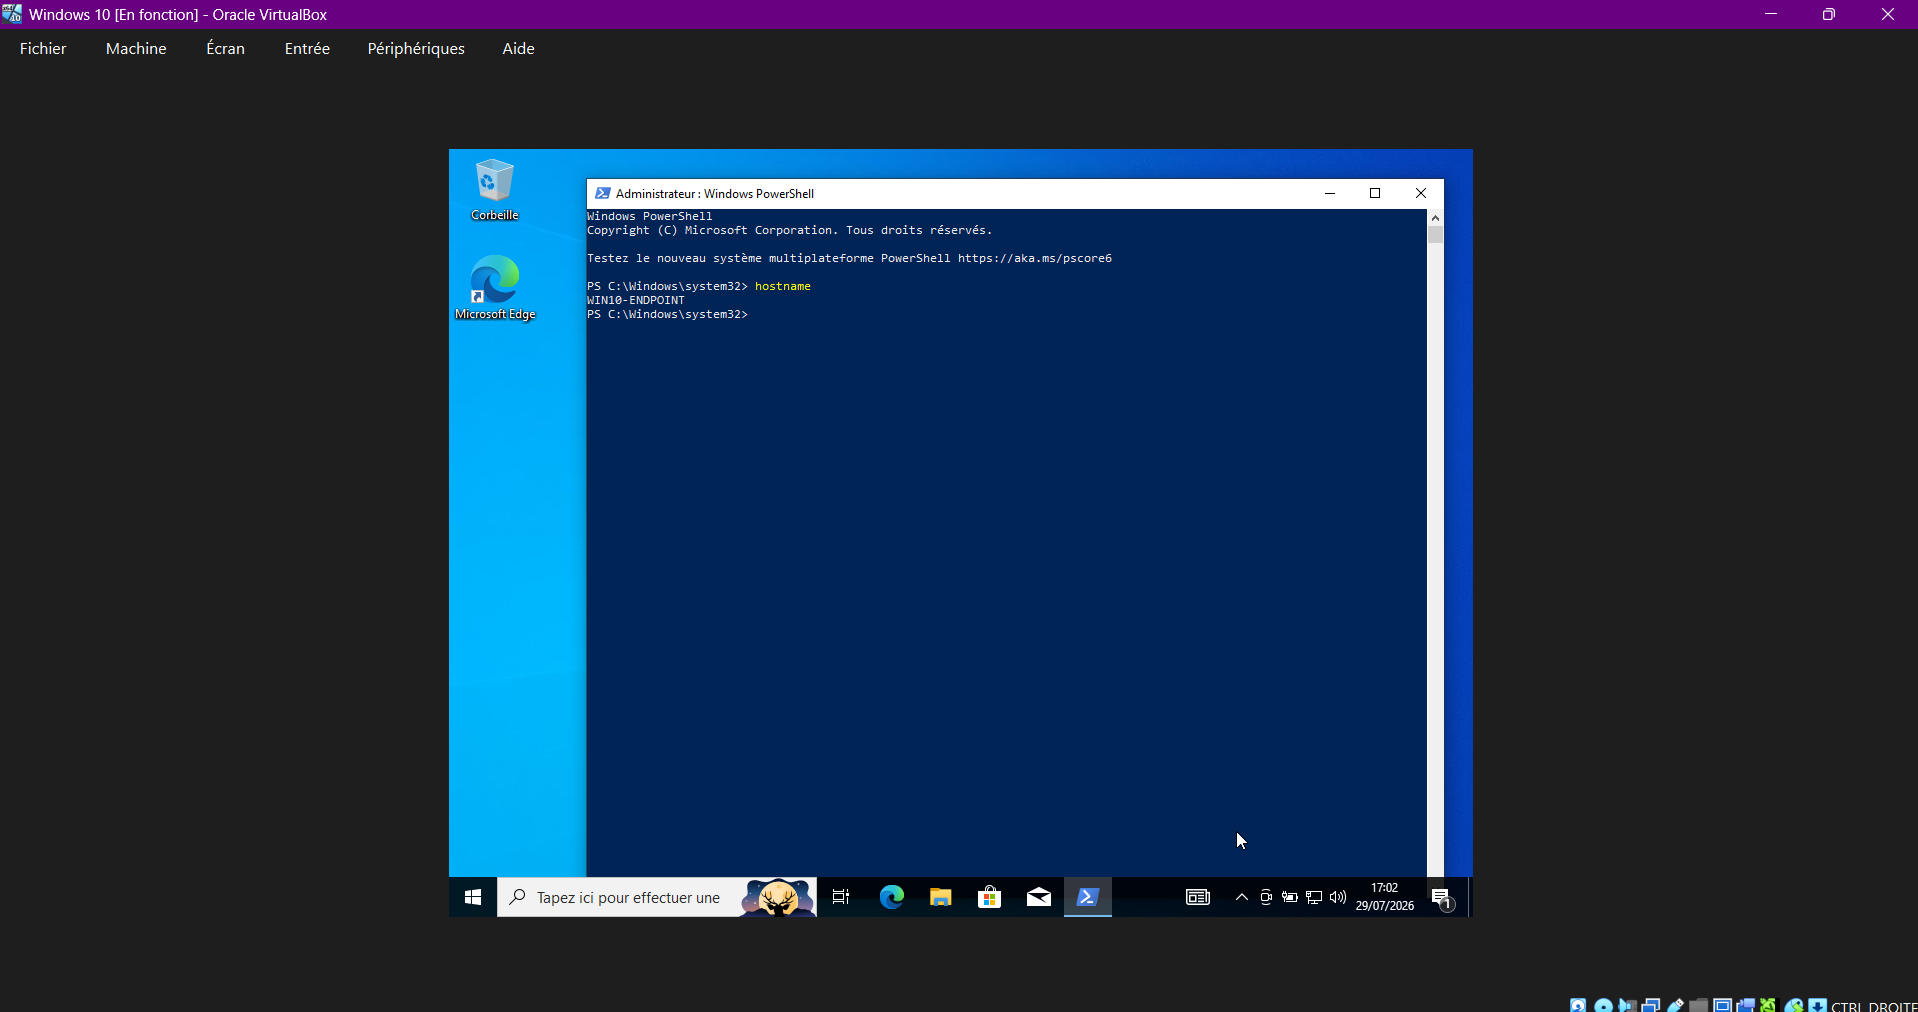 Windows 10 [En fonction] - Oracle VirtualBox
Fichier Machine Écran Entrée Périphériques Aide
Corbeille
Microsoft Edge
Administrateur : Windows PowerShell
Windows PowerShell
Copyright (C) Microsoft Corporation. Tous droits réservés.
Testez le nouveau système multiplateforme PowerShell https://aka.ms/pscore6
PS C:\Windows\system32> hostname
WIN10-ENDPOINT
PS C:\Windows\system32>
Tapez ici pour effectuer une
17:02
29/07/2026
1
CTRL DROITE